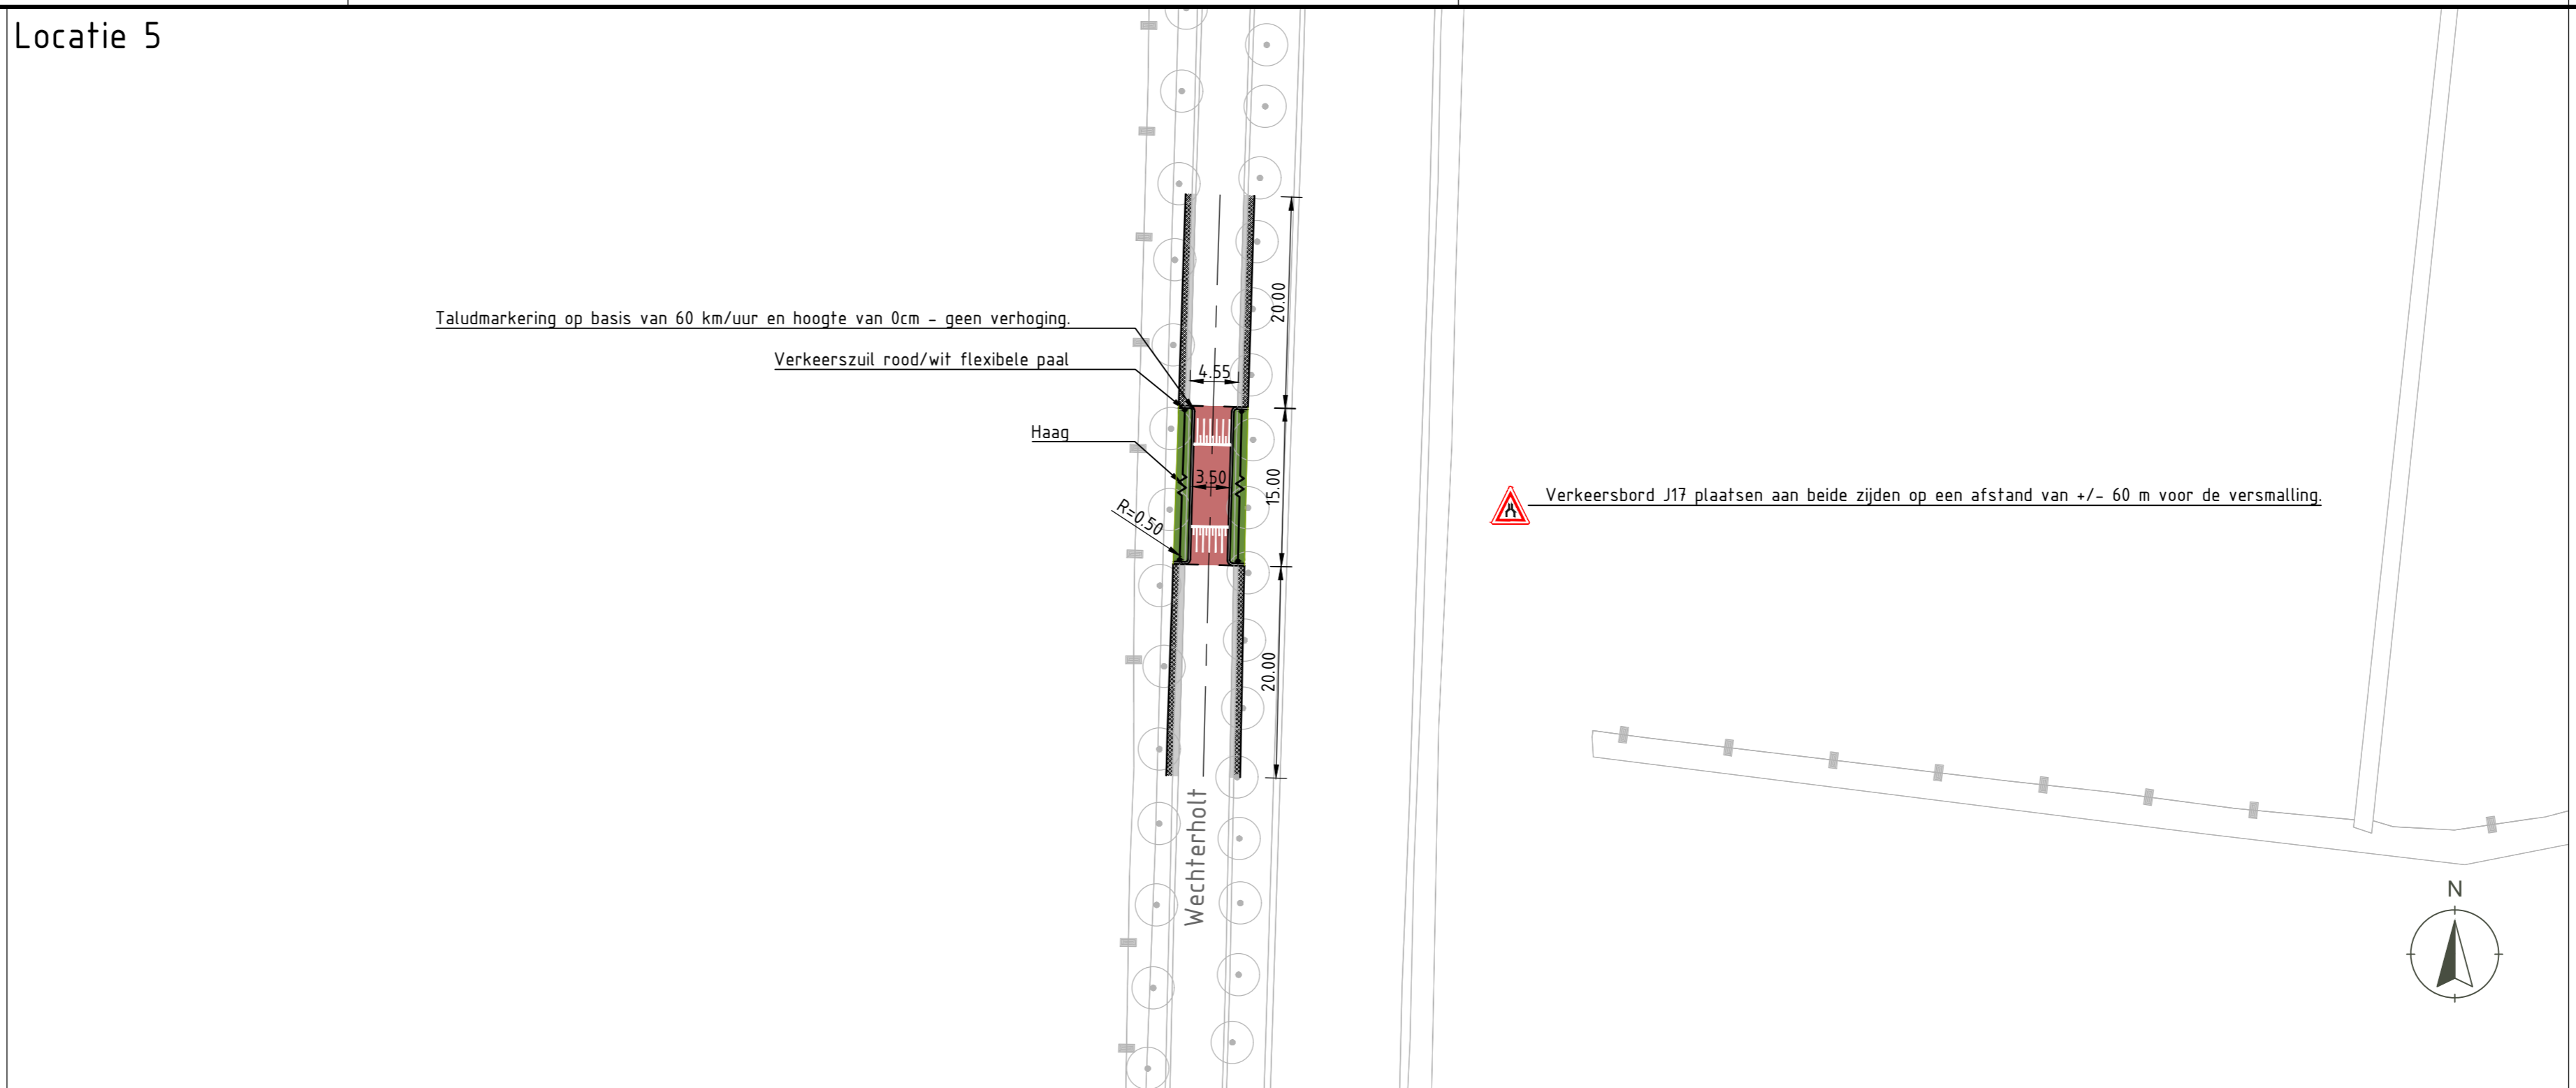 Locatie 5
20.00
Taludmarkering op basis van 60 km/uur en hoogte van 0cm - geen verhoging.
Verkeerszuil rood/wit flexibele paal
4.55
Haag
3.50
15.00
Verkeersbord J17 plaatsen aan beide zijden op een afstand van +/- 60 m voor de versmalling.
R=0.50
20.00
Wechterholt
N